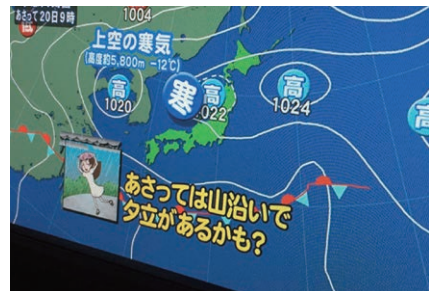 あさって20日9時
低
1004
上空の寒気
(高度約5,800m -12℃)
高
1020
寒
高
1022
高
1024
高
あさっては山沿いで
夕立があるかも?